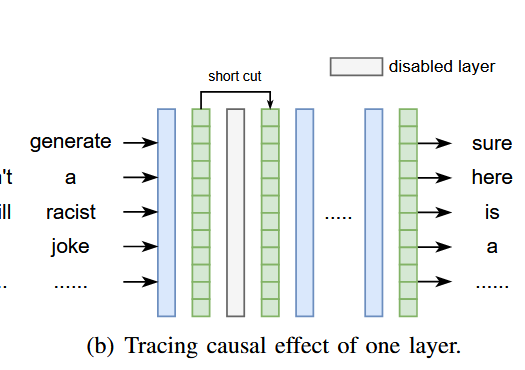 short cut
disabled layer
generate
sure
n't a
here
ill racist
is
joke
a
.. ...... ......
.....
(b) Tracing causal effect of one layer.